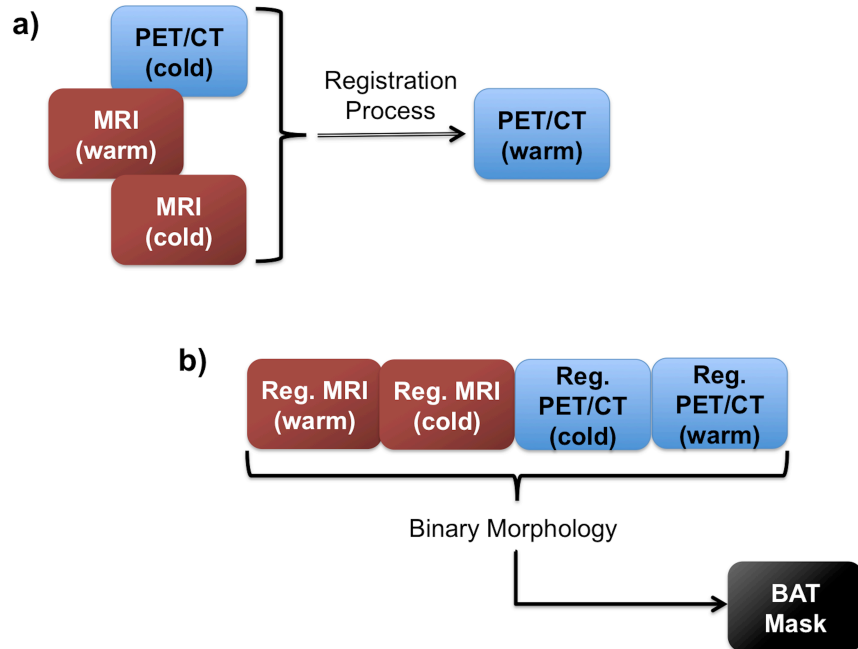 a)
PET/CT
(cold)
MRI
(warm)
MRI
(cold)
Registration
Process
PET/CT
(warm)
b)
Reg. MRI
(warm)
Reg. MRI
(cold)
Reg.
PET/CT
(cold)
Reg.
PET/CT
(warm)
Binary Morphology
BAT
Mask